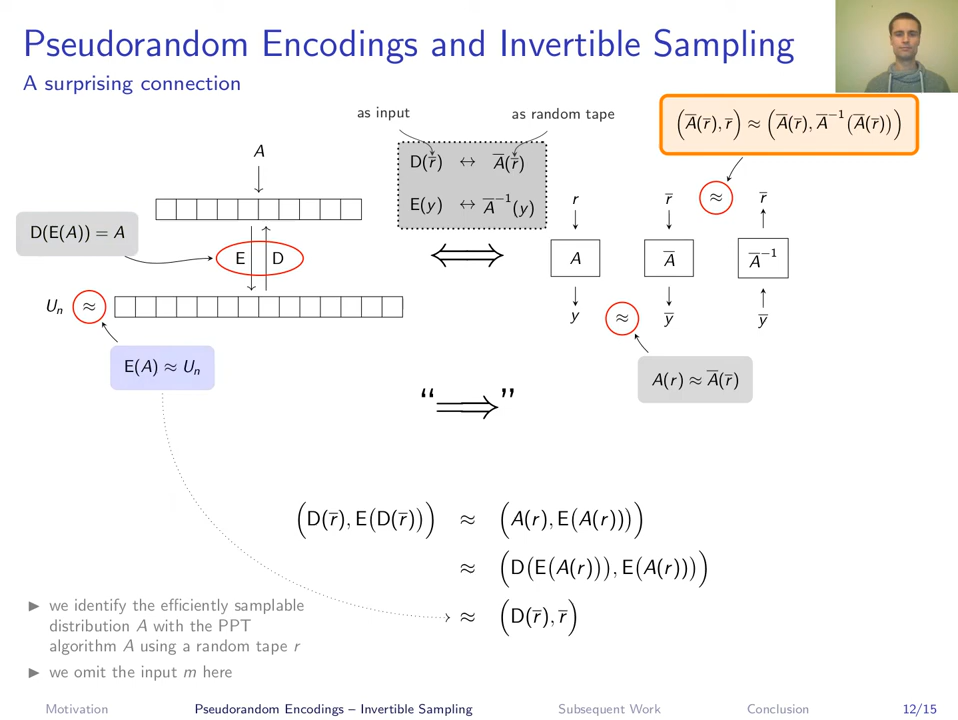 Pseudorandom Encodings and Invertible Sampling
A surprising connection
as input
as random tape
A
D(r̅) ↔ A̅(r̅)
E(y) ↔ A̅⁻¹(y)
(A̅(r̅), r̅) ≈ (A̅(r̅), A̅⁻¹(A̅(r̅)))
D(E(A)) = A
E D
Uₙ ≈
E(A) ≈ Uₙ
⟺
r r̅ ≈ r̅
A A̅ A̅⁻¹
y ≈ y̅ y̅
A(r) ≈ A̅(r̅)
“⟹”
(D(r̅), E(D(r̅))) ≈ (A(r), E(A(r)))
≈ (D(E(A(r))), E(A(r)))
≈ (D(r̅), r̅)
▶ we identify the efficiently samplable
distribution A with the PPT
algorithm A using a random tape r
▶ we omit the input m here
Motivation Pseudorandom Encodings – Invertible Sampling Subsequent Work Conclusion 12/15